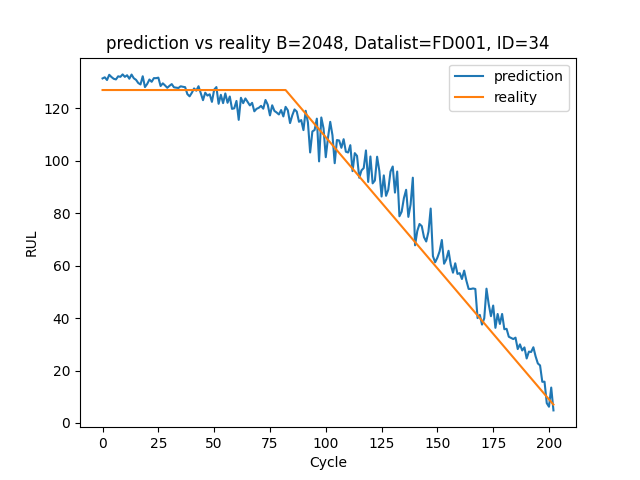 prediction vs reality B=2048, Datalist=FD001, ID=34
prediction
reality
RUL
120
100
80
60
40
20
0
0 25 50 75 100 125 150 175 200
Cycle